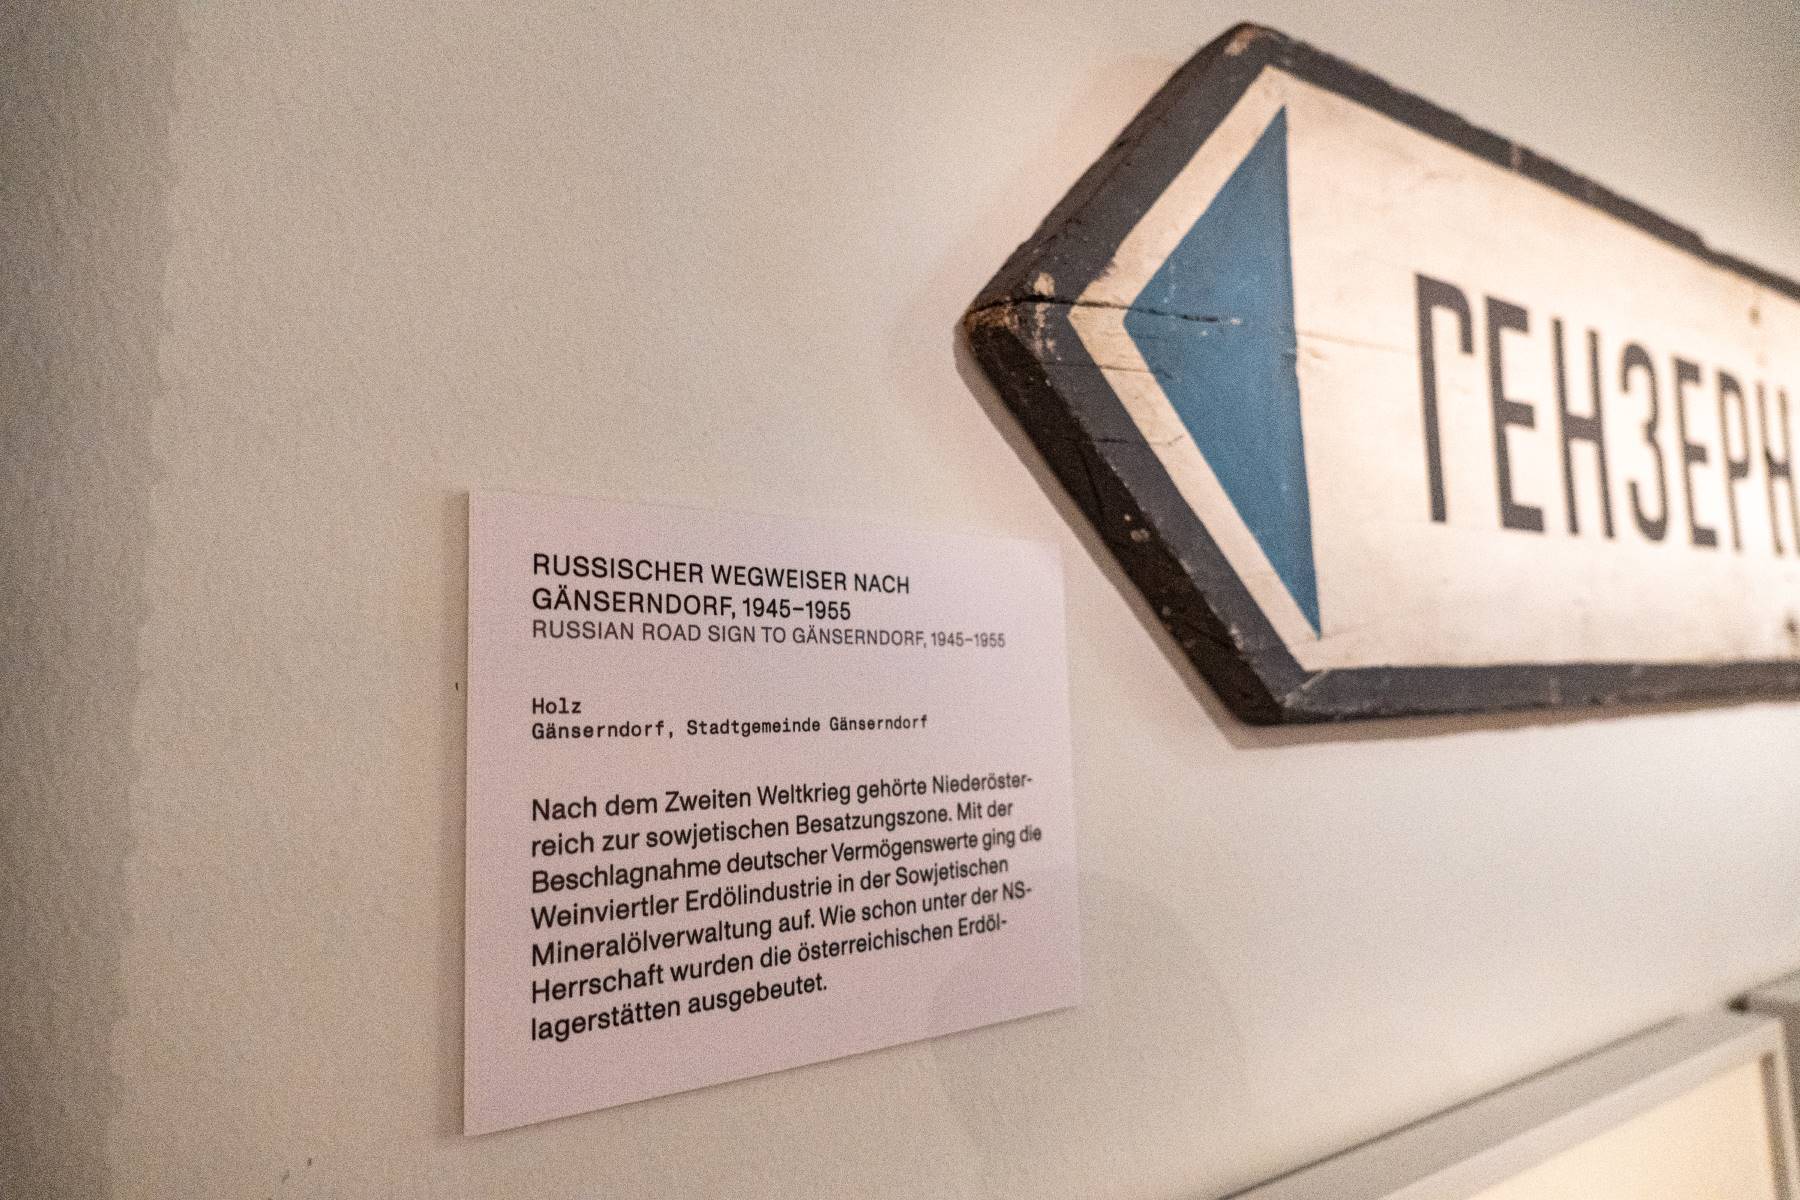 ГЕНЗЕРН
RUSSISCHER WEGWEISER NACH
GÄNSERNDORF, 1945–1955
RUSSIAN ROAD SIGN TO GÄNSERNDORF, 1945–1955
Holz
Gänserndorf, Stadtgemeinde Gänserndorf
Nach dem Zweiten Weltkrieg gehörte Niederöster-
reich zur sowjetischen Besatzungszone. Mit der
Beschlagnahme deutscher Vermögenswerte ging die
Weinviertler Erdölindustrie in der Sowjetischen
Mineralölverwaltung auf. Wie schon unter der NS-
Herrschaft wurden die österreichischen Erdöl-
lagerstätten ausgebeutet.